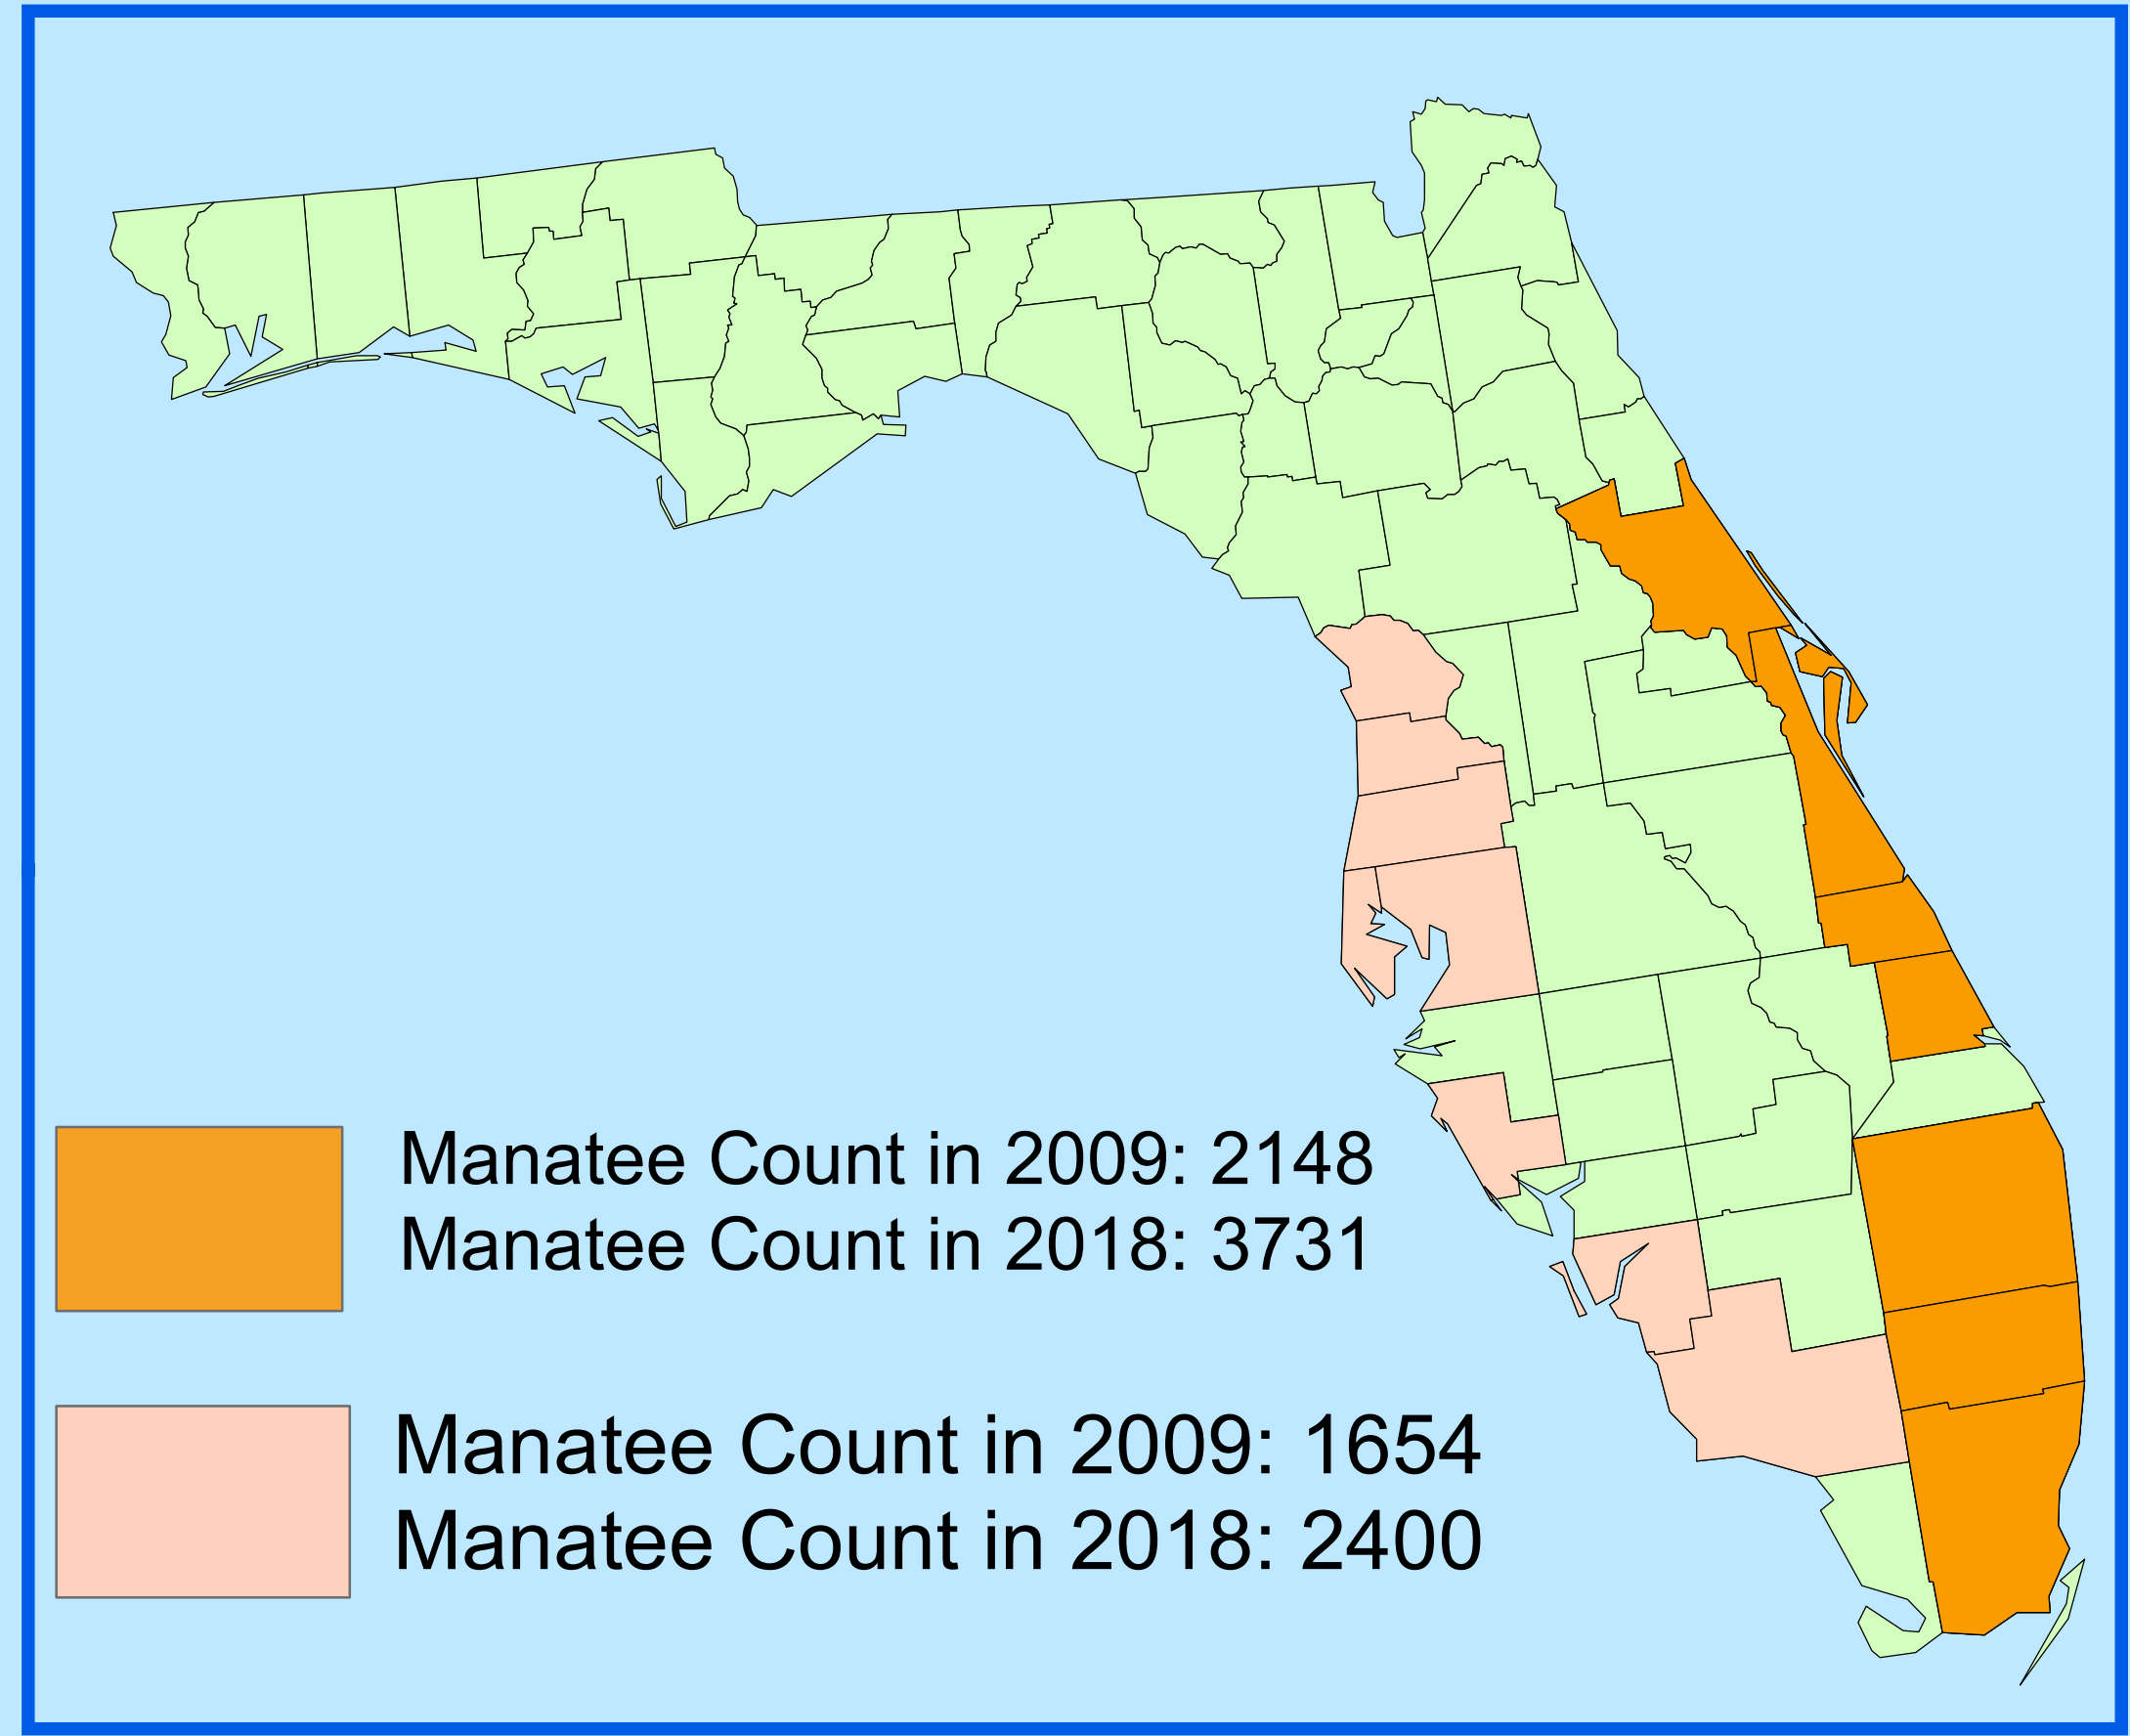 Manatee Count in 2009: 2148
Manatee Count in 2018: 3731
Manatee Count in 2009: 1654
Manatee Count in 2018: 2400